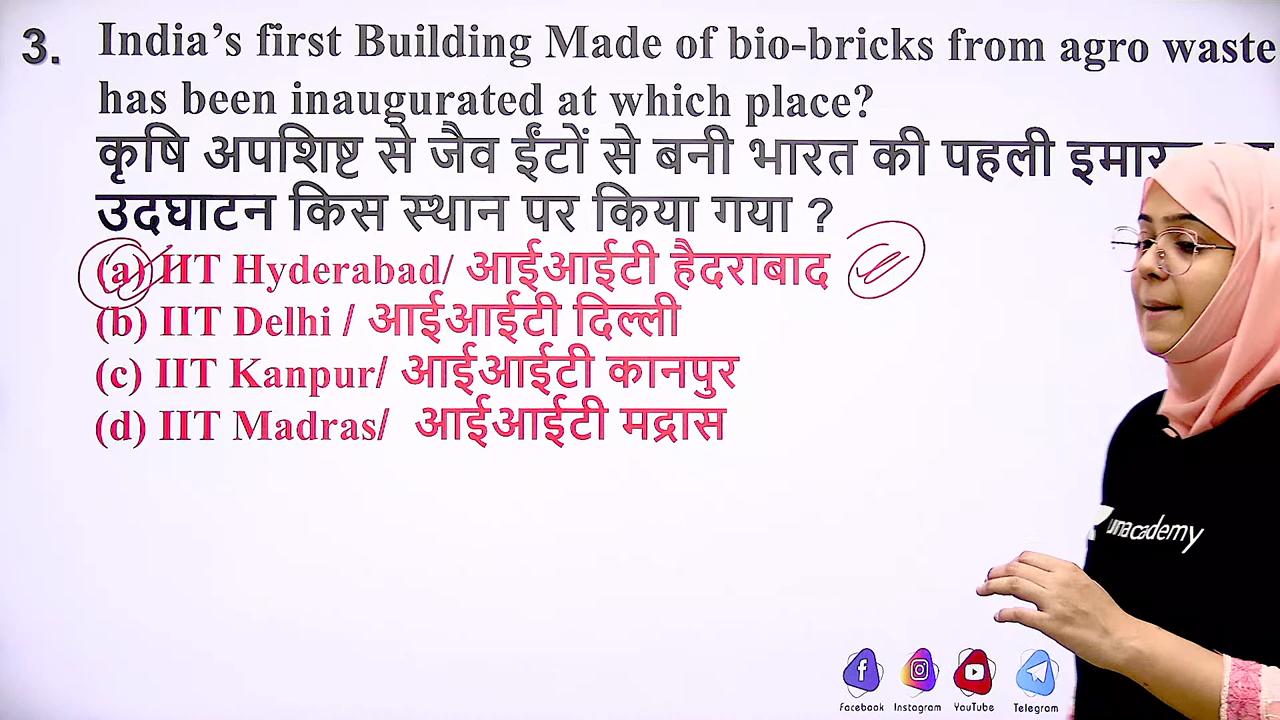 3. India's first Building Made of bio-bricks from agro waste
has been inaugurated at which place?
कृषि अपशिष्ट से जैव ईंटों से बनी भारत की पहली
उदघाटन किस स्थान पर किया गया ?
(a) IIT Hyderabad/ आईआईटी हैदराबाद
(b) IIT Delhi / आईआईटी दिल्ली
(c) IIT Kanpur/ आईआईटी कानपुर
(d) IIT Madras/ आईआईटी मद्रास
unacademy
Facebook Instagram YouTube Telegram